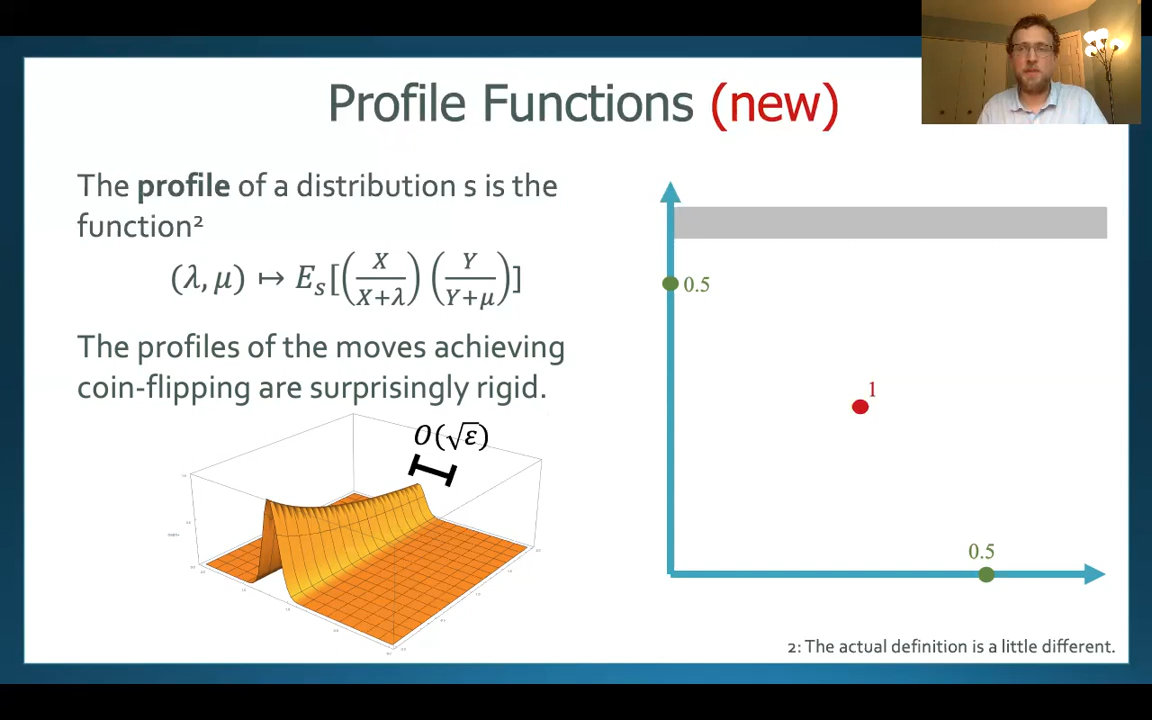 Profile Functions (new)
The profile of a distribution s is the
function²
(λ, μ) ↦ E_s[(X/(X+λ)) (Y/(Y+μ))]
The profiles of the moves achieving
coin-flipping are surprisingly rigid.
O(√ε)
0.5
1
0.5
2: The actual definition is a little different.